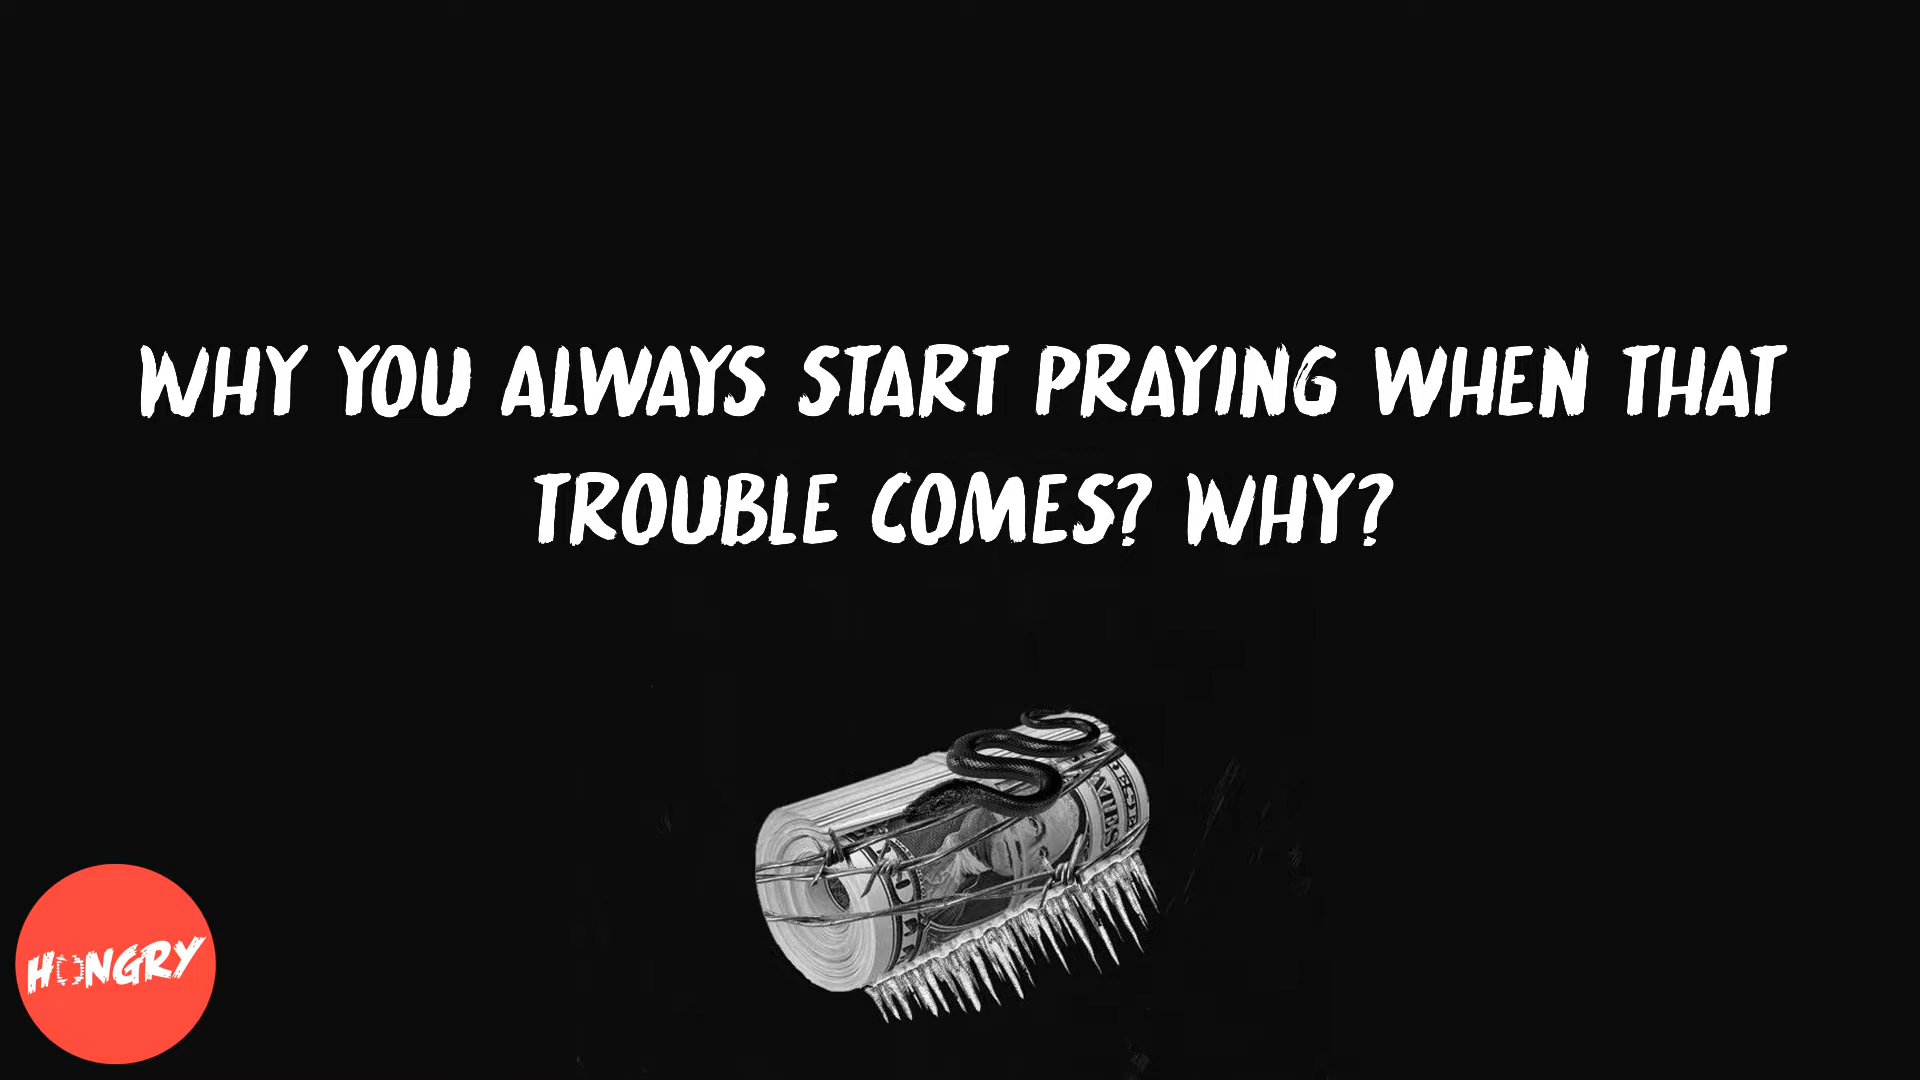 WHY YOU ALWAYS START PRAYING WHEN THAT
TROUBLE COMES? WHY?
HONGRY